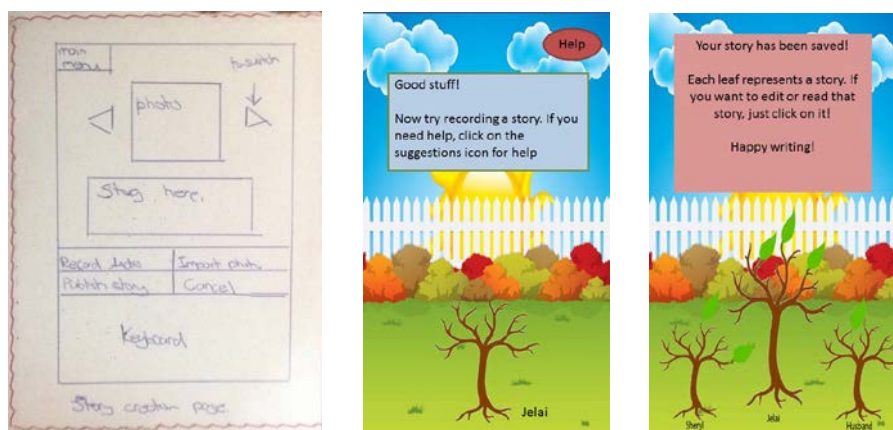 main
menu
to switch
photo
Story here.
Record Audio Import photo
Publish story Cancel
Keyboard
Story creation page
Help
Good stuff!
Now try recording a story. If you
need help, click on the
suggestions icon for help
Jelai
Your story has been saved!
Each leaf represents a story. If
you want to edit or read that
story, just click on it!
Happy writing!
Sheryl
Jelai
Husband